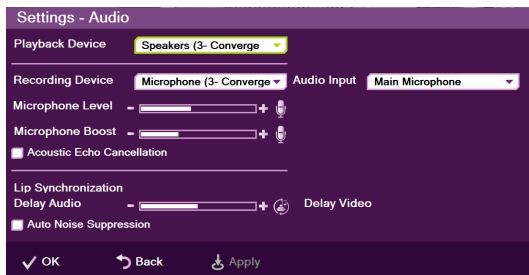 Settings - Audio
Playback Device Speakers (3- Converge
Recording Device Microphone (3- Converge Audio Input Main Microphone
Microphone Level - +
Microphone Boost - +
Acoustic Echo Cancellation
Lip Synchronization
Delay Audio - + Delay Video
Auto Noise Suppression
OK Back Apply